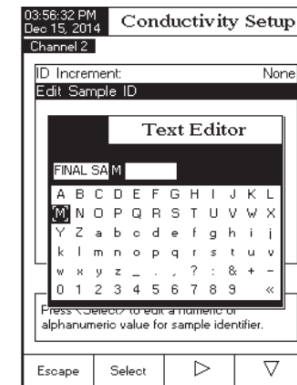 03:56:32 PM
Dec 15, 2014
Conductivity Setup
Channel 2
ID Increment: None
Edit Sample ID
Text Editor
FINAL SAM
A B C D E F G H I J K L
M N O P Q R S T U V W X
Y Z a b c d e f g h i j
k l m n o p q r s t u v
w x y z _ . , ? : & + -
0 1 2 3 4 5 6 7 8 9 «
Press <Select> to edit a numeric or
alphanumeric value for sample identifier.
Escape Select